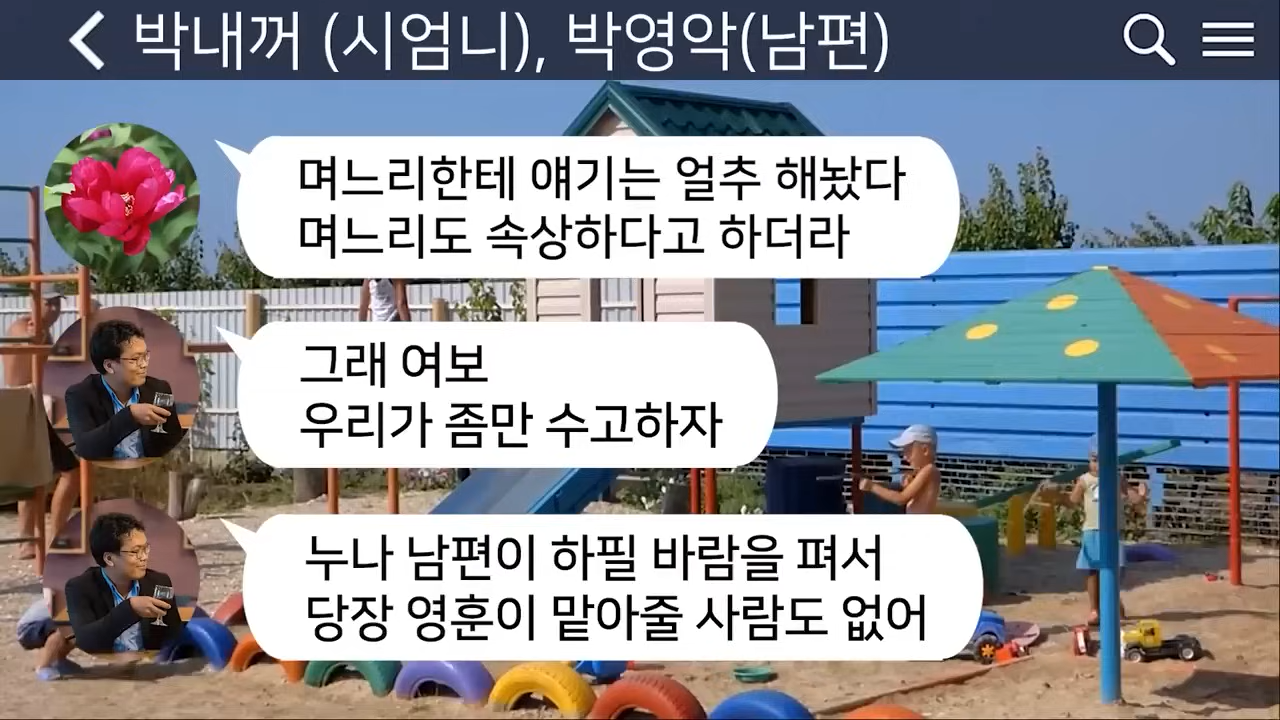 박내꺼 (시엄니), 박영악(남편)
며느리한테 얘기는 얼추 해놨다
며느리도 속상하다고 하더라
그래 여보
우리가 좀만 수고하자
누나 남편이 하필 바람을 펴서
당장 영훈이 맡아줄 사람도 없어